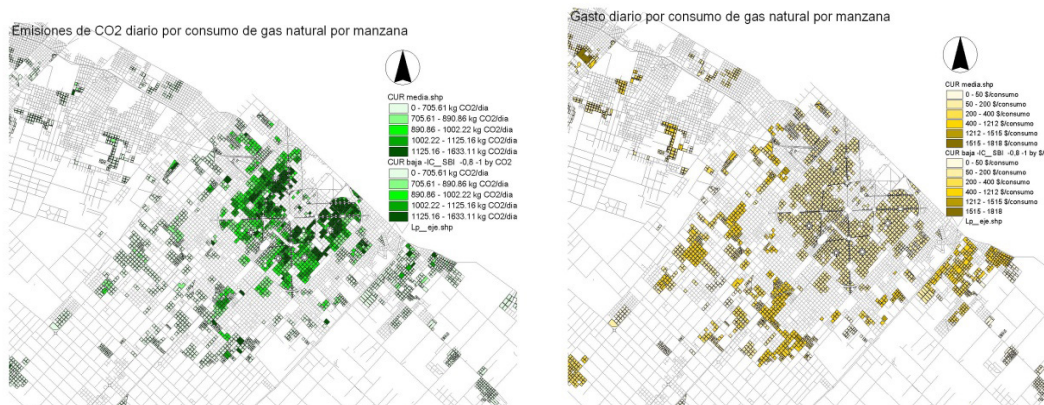 Emisiones de CO2 diario por consumo de gas natural por manzana
CUR media.shp
0 - 705.61 kg CO2/dia
705.61 - 890.86 kg CO2/dia
890.86 - 1002.22 kg CO2/dia
1002.22 - 1125.16 kg CO2/dia
1125.16 - 1633.11 kg CO2/dia
CUR baja -IC__SBI -0,8 -1 by CO2
0 - 705.61 kg CO2/dia
705.61 - 890.86 kg CO2/dia
890.86 - 1002.22 kg CO2/dia
1002.22 - 1125.16 kg CO2/dia
1125.16 - 1633.11 kg CO2/dia
Lp__eje.shp
Gasto diario por consumo de gas natural por manzana
CUR media.shp
0 - 50 $/consumo
50 - 200 $/consumo
200 - 400 $/consumo
400 - 1212 $/consumo
1212 - 1515 $/consumo
1515 - 1818 $/consumo
CUR baja -IC__SBI -0,8 -1 by $/
0 - 50 $/consumo
50 - 200 $/consumo
200 - 400 $/consumo
400 - 1212 $/consumo
1212 - 1515 $/consumo
1515 - 1818
Lp__eje.shp